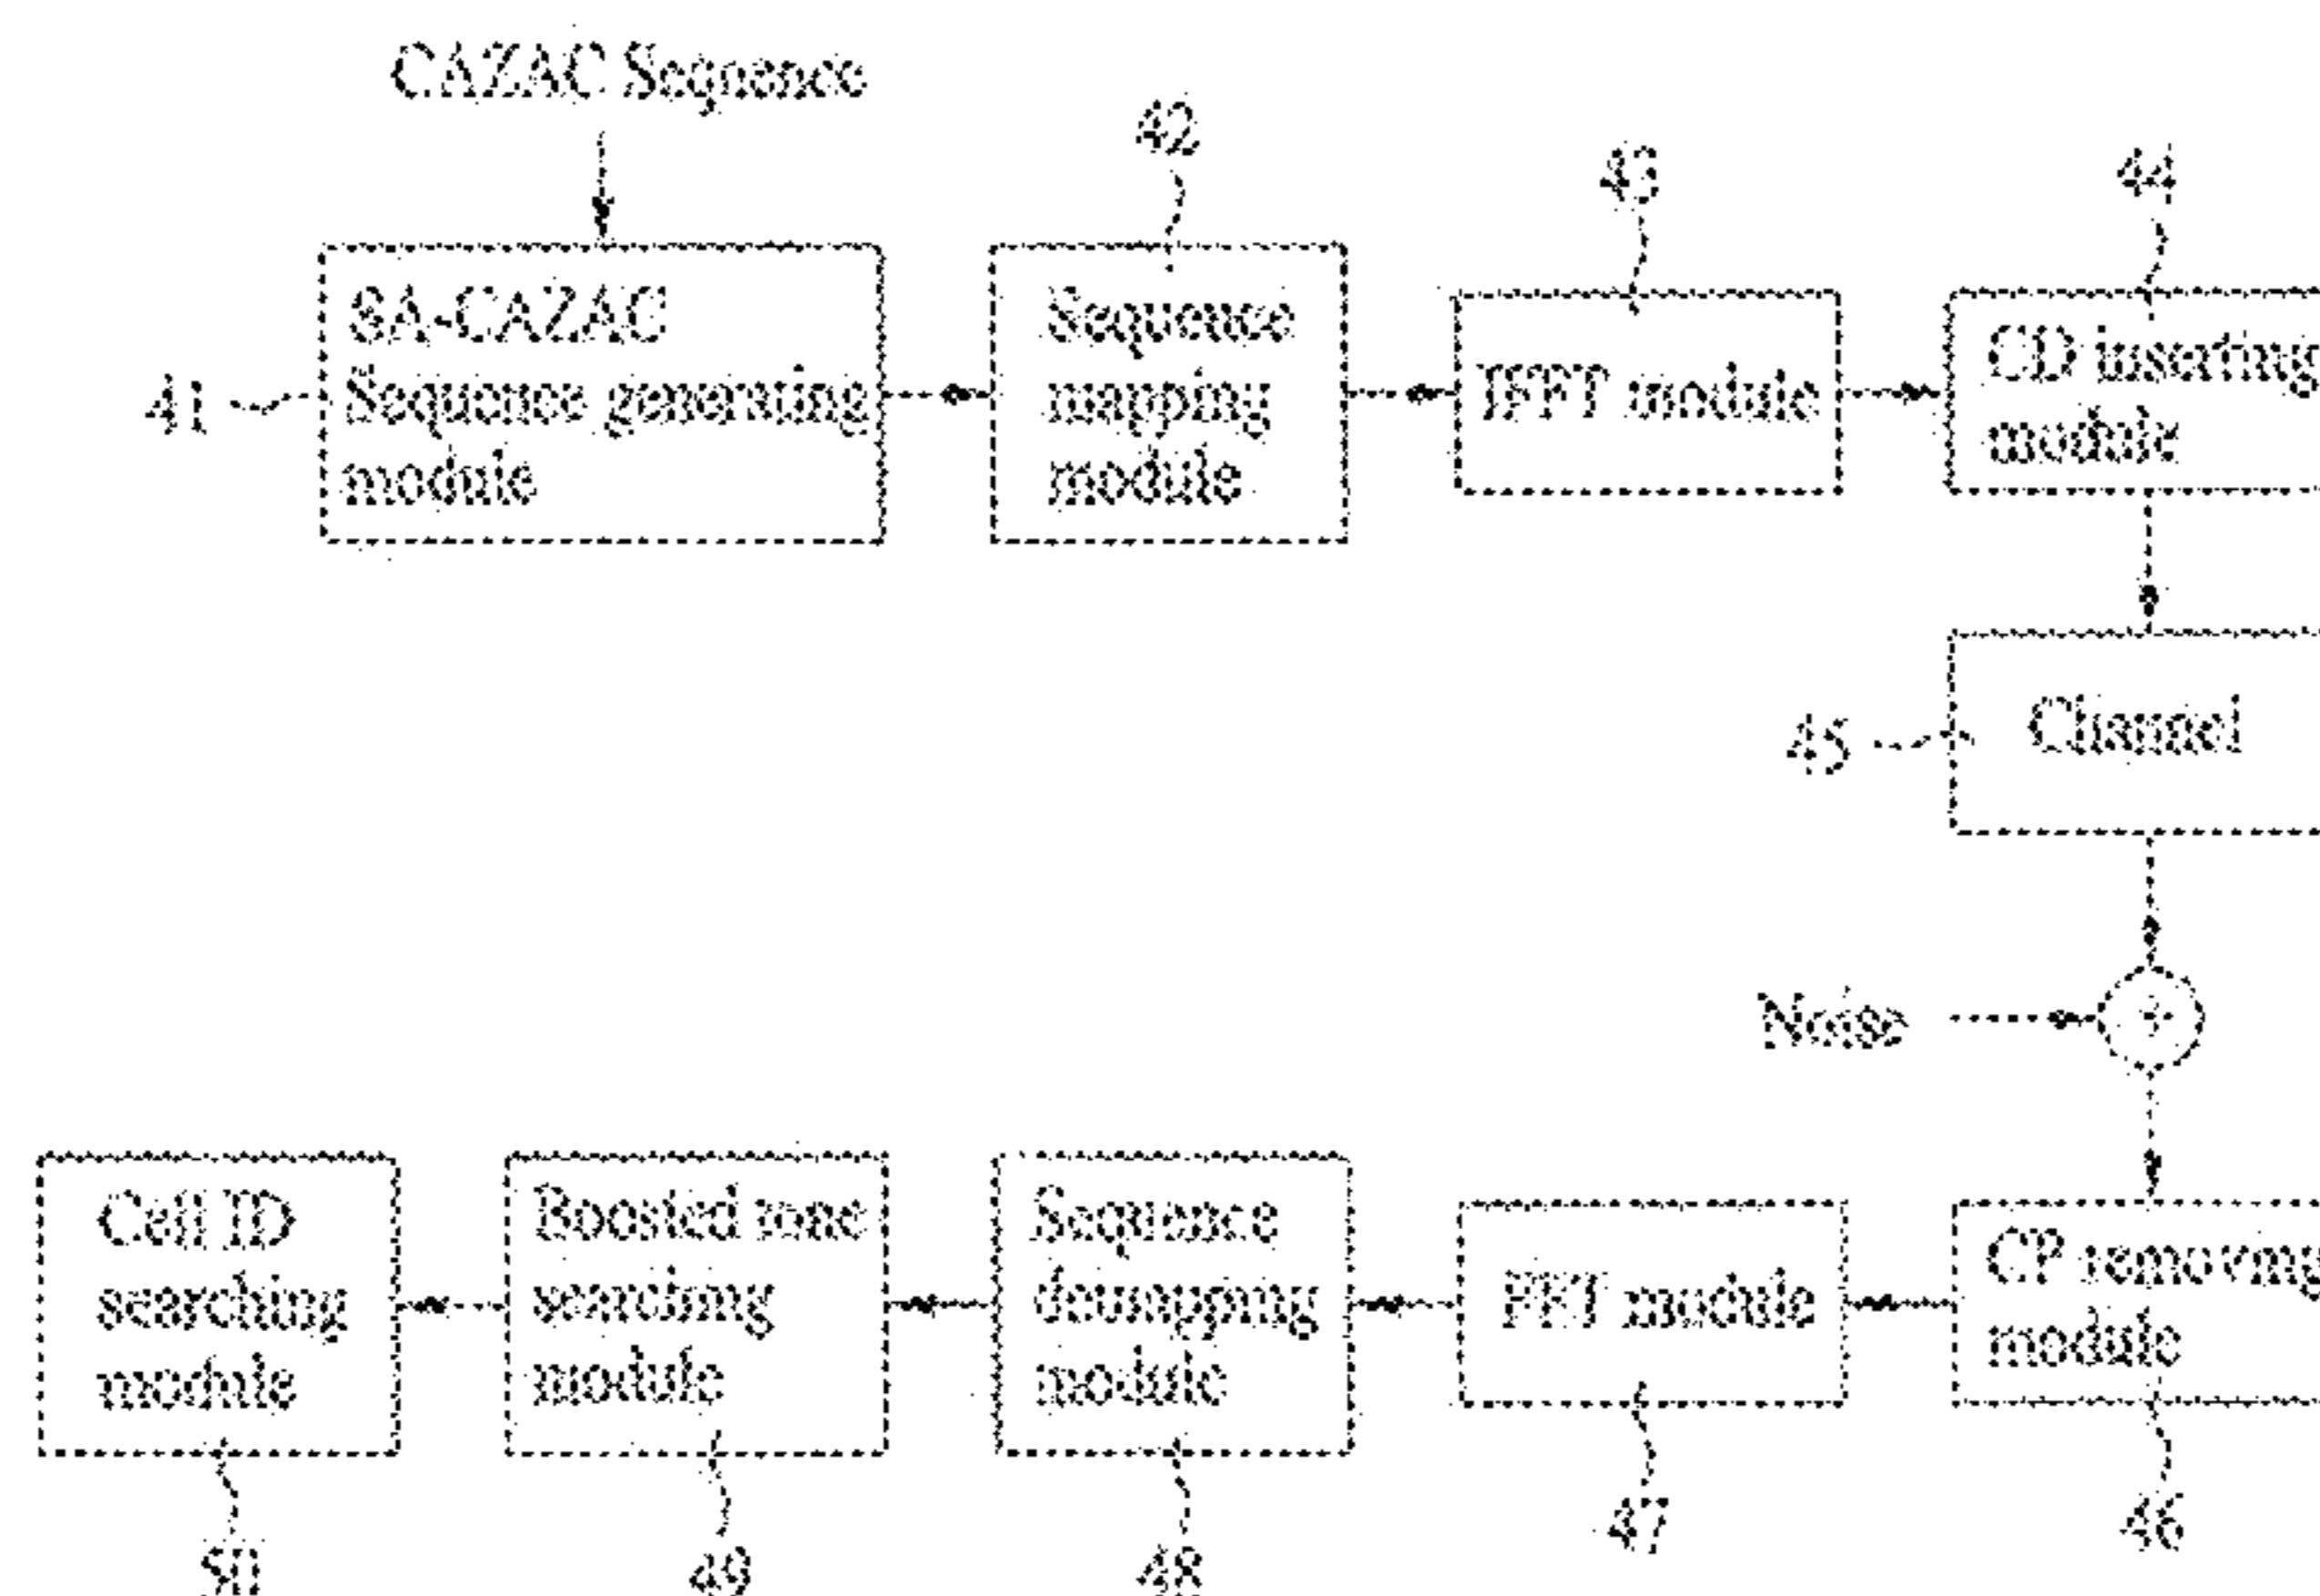 CAZAC Sequence
42
43
44
SA-CAZAC
Sequence generating
module
41
Sequence
mapping
module
IFFT module
CD inserting
module
45
Channel
Noise
+
Cell ID
searching
module
Boosted tone
searching
module
Sequence
demapping
module
FFT module
CP removing
module
50
49
48
47
46